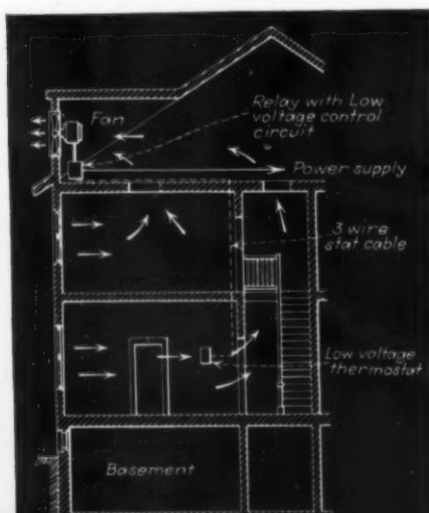 Fan
Relay with Low
voltage control
circuit
Power supply
3 wire
stat cable
Low voltage
thermostat
Basement